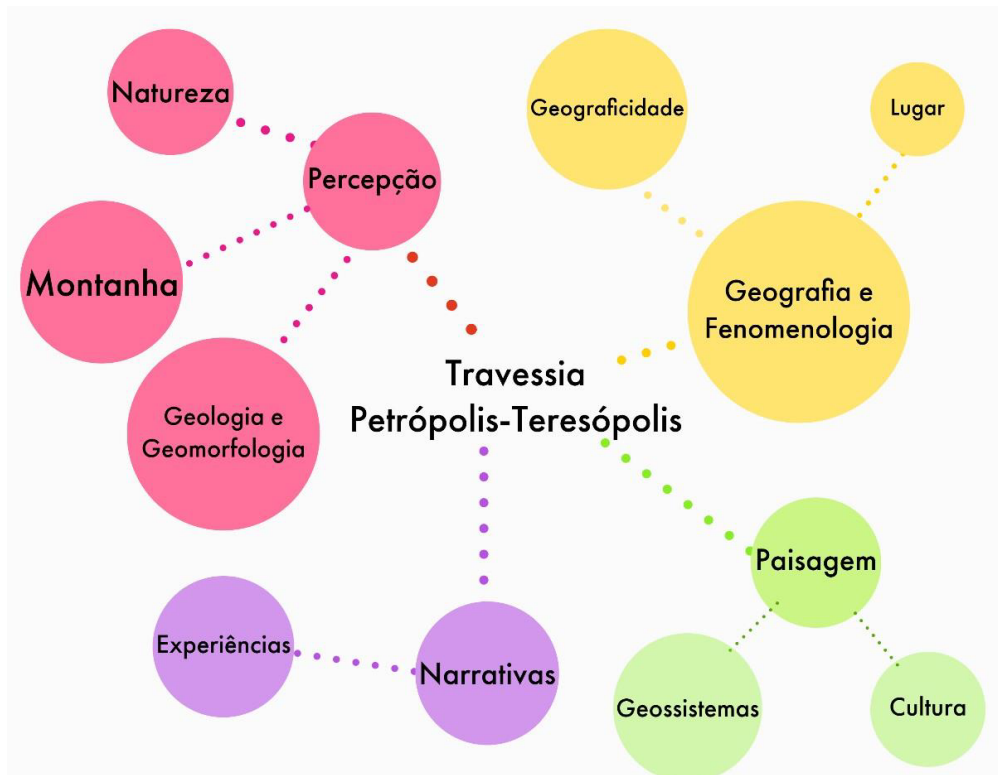 Natureza
Geograficidade
Lugar
Percepção
Montanha
Geografia e
Fenomenologia
Travessia
Petrópolis-Teresópolis
Geologia e
Geomorfologia
Paisagem
Experiências
Narrativas
Geossistemas
Cultura